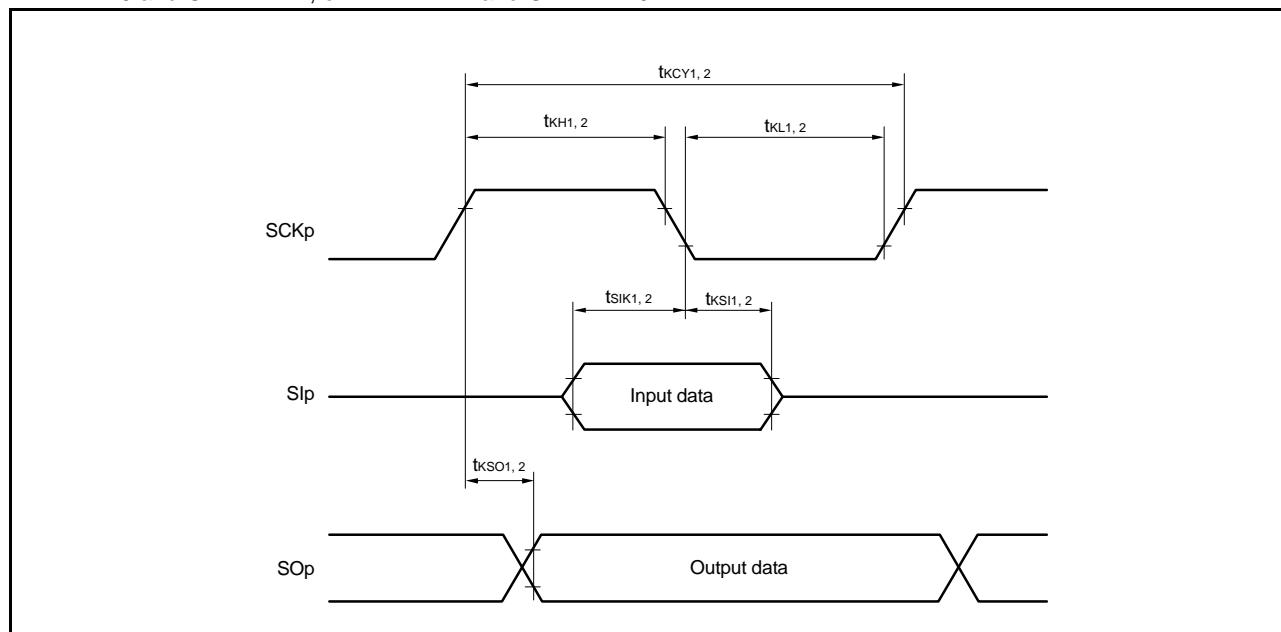 tKCY1, 2
tKH1, 2
tKL1, 2
SCKp
tSIK1, 2
tKSI1, 2
SIp
Input data
tKSO1, 2
SOp
Output data